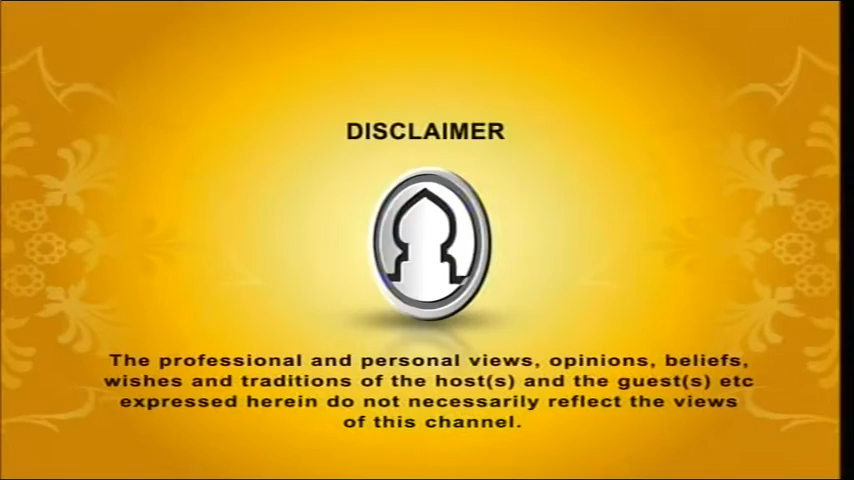 DISCLAIMER
The professional and personal views, opinions, beliefs,
wishes and traditions of the host(s) and the guest(s) etc
expressed herein do not necessarily reflect the views
of this channel.